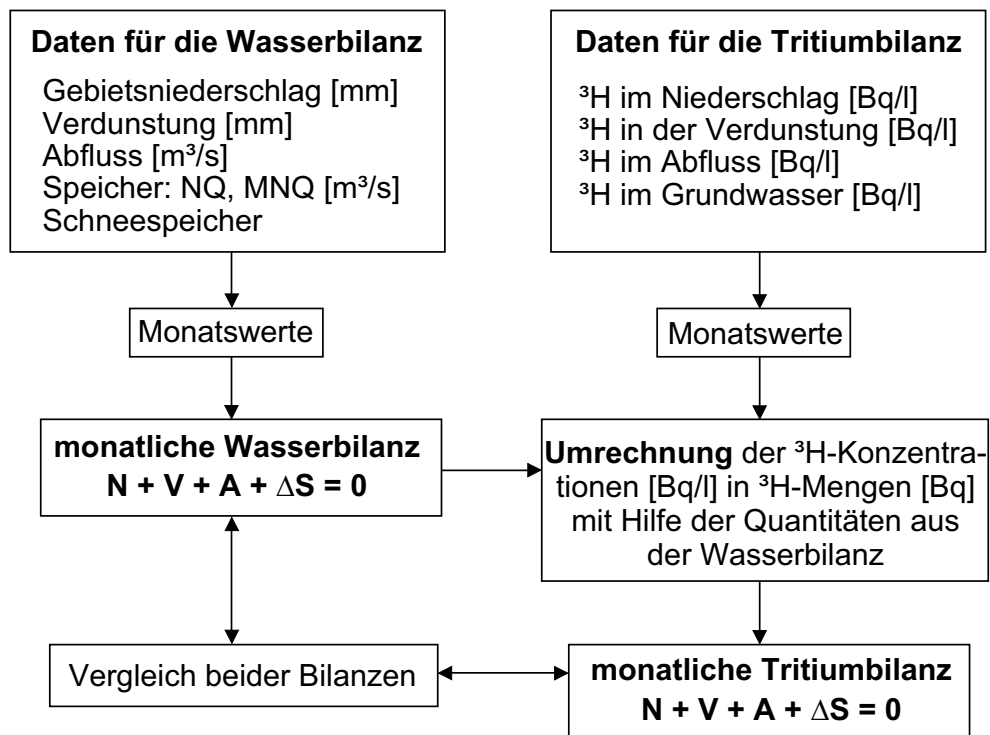 Daten für die Wasserbilanz
Gebietsniederschlag [mm]
Verdunstung [mm]
Abfluss [m³/s]
Speicher: NQ, MNQ [m³/s]
Schneespeicher
Daten für die Tritiumbilanz
³H im Niederschlag [Bq/l]
³H in der Verdunstung [Bq/l]
³H im Abfluss [Bq/l]
³H im Grundwasser [Bq/l]
Monatswerte
Monatswerte
monatliche Wasserbilanz
N + V + A + ∆S = 0
Umrechnung der ³H-Konzentra-
tionen [Bq/l] in ³H-Mengen [Bq]
mit Hilfe der Quantitäten aus
der Wasserbilanz
Vergleich beider Bilanzen
monatliche Tritiumbilanz
N + V + A + ∆S = 0